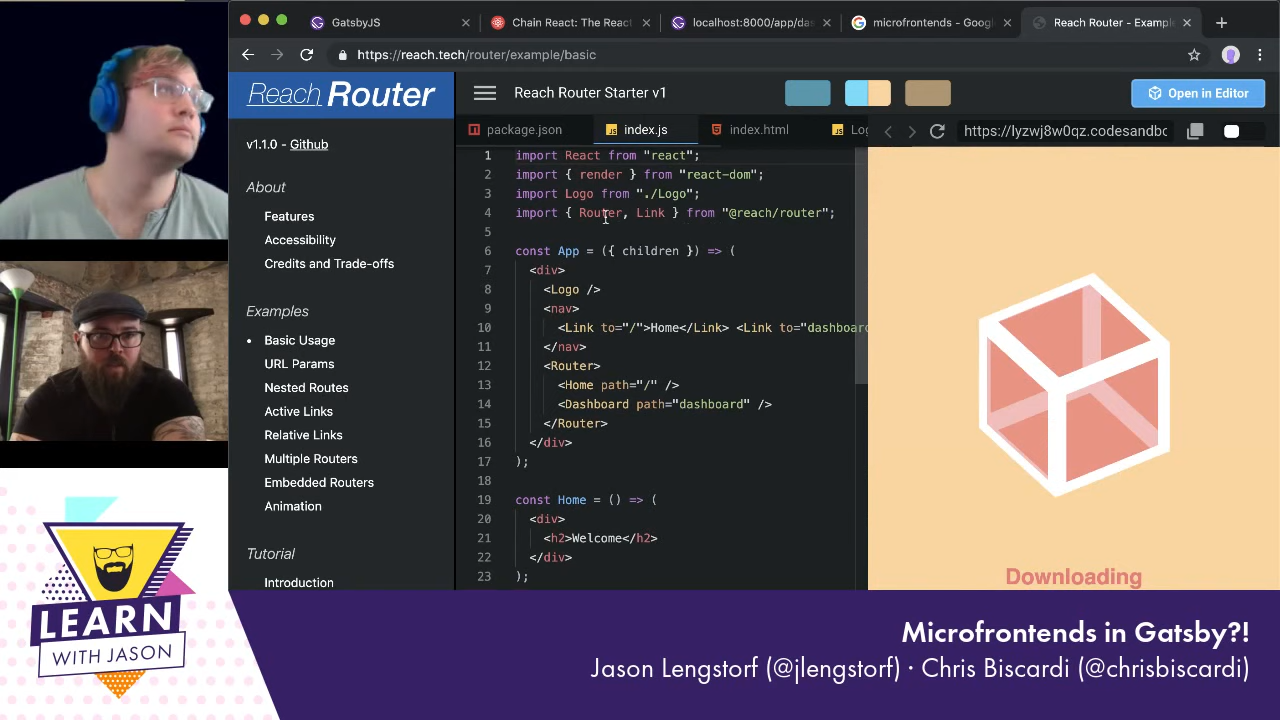 GatsbyJS
Chain React: The React
localhost:8000/app/das
microfrontends - Googl
Reach Router - Exampl
https://reach.tech/router/example/basic
Reach Router
Reach Router Starter v1
Open in Editor
v1.1.0 - Github
About
Features
Accessibility
Credits and Trade-offs
Examples
Basic Usage
URL Params
Nested Routes
Active Links
Relative Links
Multiple Routers
Embedded Routers
Animation
Tutorial
Introduction
package.json
index.js
index.html
Log
https://lyzwj8w0qz.codesandbo
1 import React from "react";
2 import { render } from "react-dom";
3 import Logo from "./Logo";
4 import { Router, Link } from "@reach/router";
5
6 const App = ({ children }) => (
7 <div>
8 <Logo />
9 <nav>
10 <Link to="/">Home</Link> <Link to="dashboard
11 </nav>
12 <Router>
13 <Home path="/" />
14 <Dashboard path="dashboard" />
15 </Router>
16 </div>
17 );
18
19 const Home = () => (
20 <div>
21 <h2>Welcome</h2>
22 </div>
23 );
Downloading
LEARN
WITH JASON
Microfrontends in Gatsby?!
Jason Lengstorf (@jlengstorf) · Chris Biscardi (@chrisbiscardi)